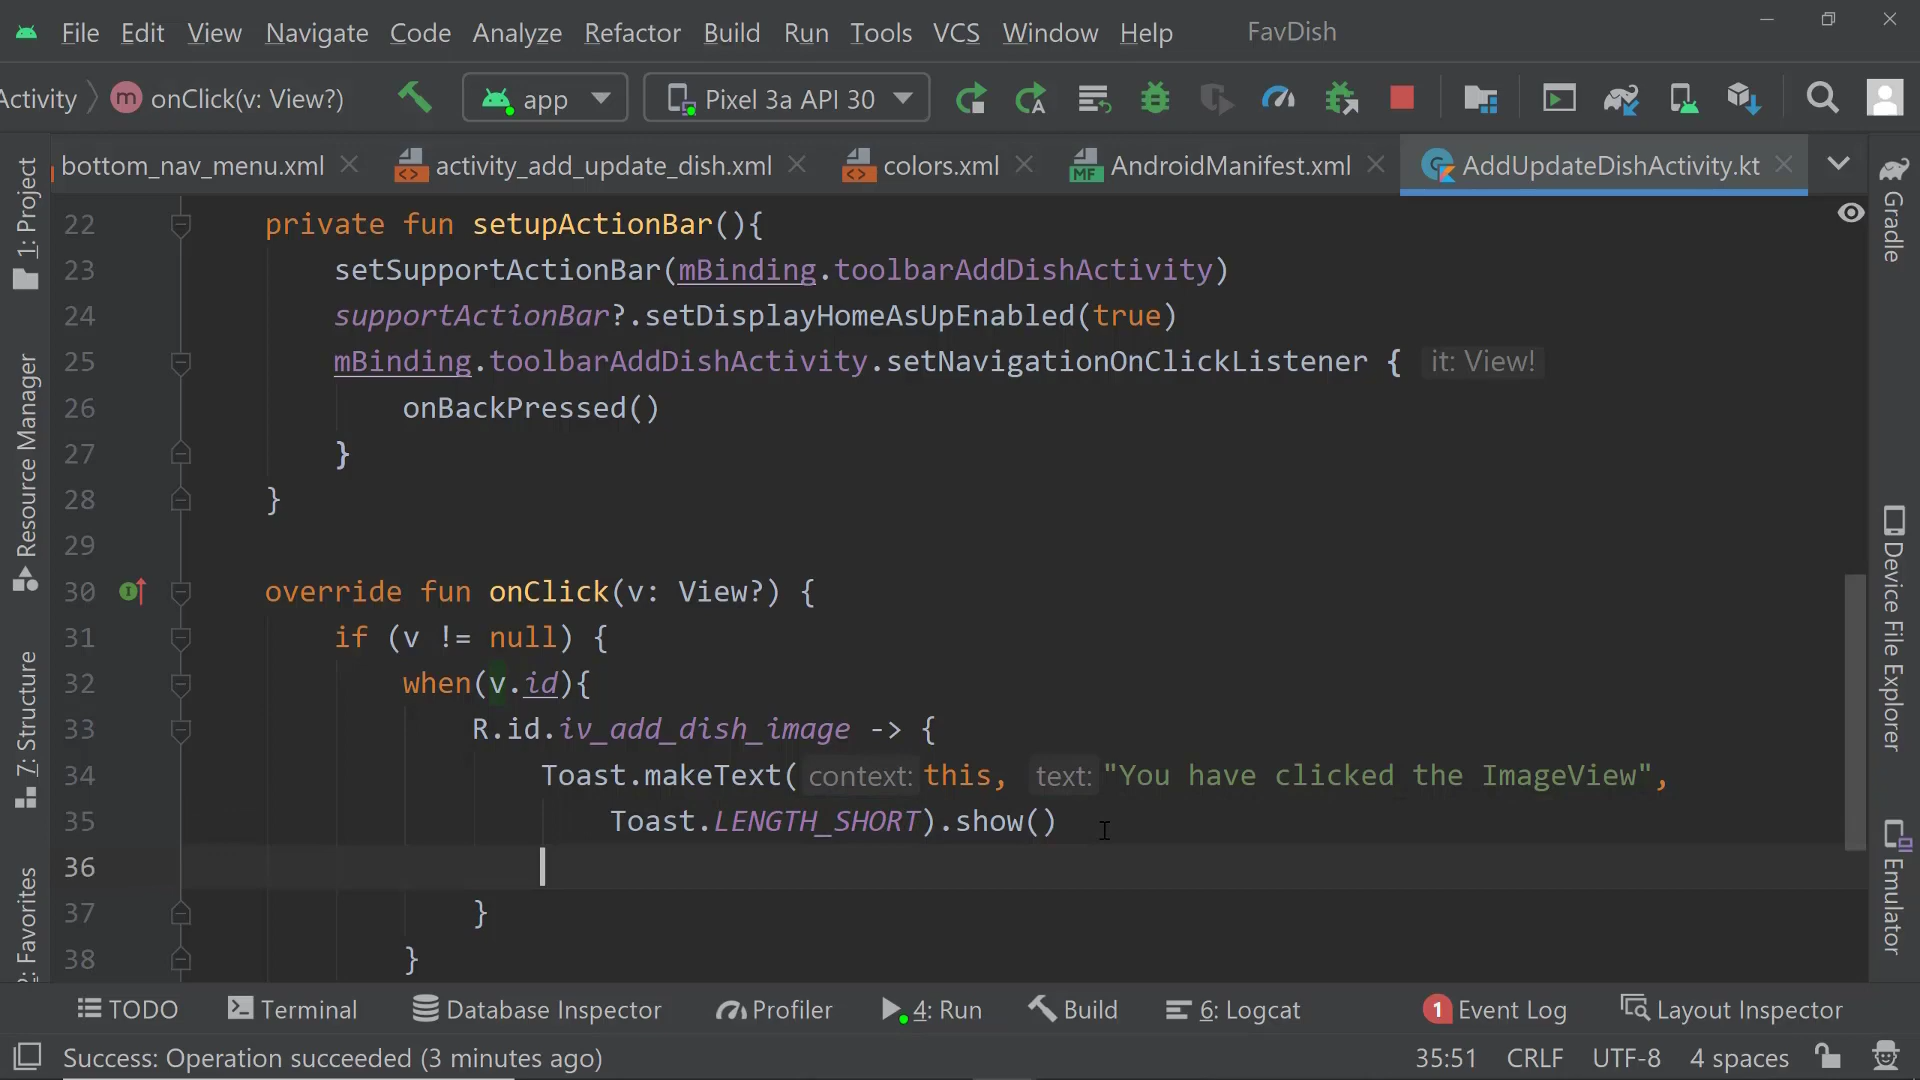 File Edit View Navigate Code Analyze Refactor Build Run Tools VCS Window Help FavDish
Activity m onClick(v: View?) app Pixel 3a API 30
bottom_nav_menu.xml activity_add_update_dish.xml colors.xml AndroidManifest.xml AddUpdateDishActivity.kt
1: Project
Resource Manager
7: Structure
2: Favorites
22 private fun setupActionBar(){
23 setSupportActionBar(mBinding.toolbarAddDishActivity)
24 supportActionBar?.setDisplayHomeAsUpEnabled(true)
25 mBinding.toolbarAddDishActivity.setNavigationOnClickListener { it: View!
26 onBackPressed()
27 }
28 }
29
30 override fun onClick(v: View?) {
31 if (v != null) {
32 when(v.id){
33 R.id.iv_add_dish_image -> {
34 Toast.makeText( context: this, text: "You have clicked the ImageView",
35 Toast.LENGTH_SHORT).show()
36
37 }
38 }
Gradle
Device File Explorer
Emulator
TODO Terminal Database Inspector Profiler 4: Run Build 6: Logcat 1 Event Log Layout Inspector
Success: Operation succeeded (3 minutes ago) 35:51 CRLF UTF-8 4 spaces